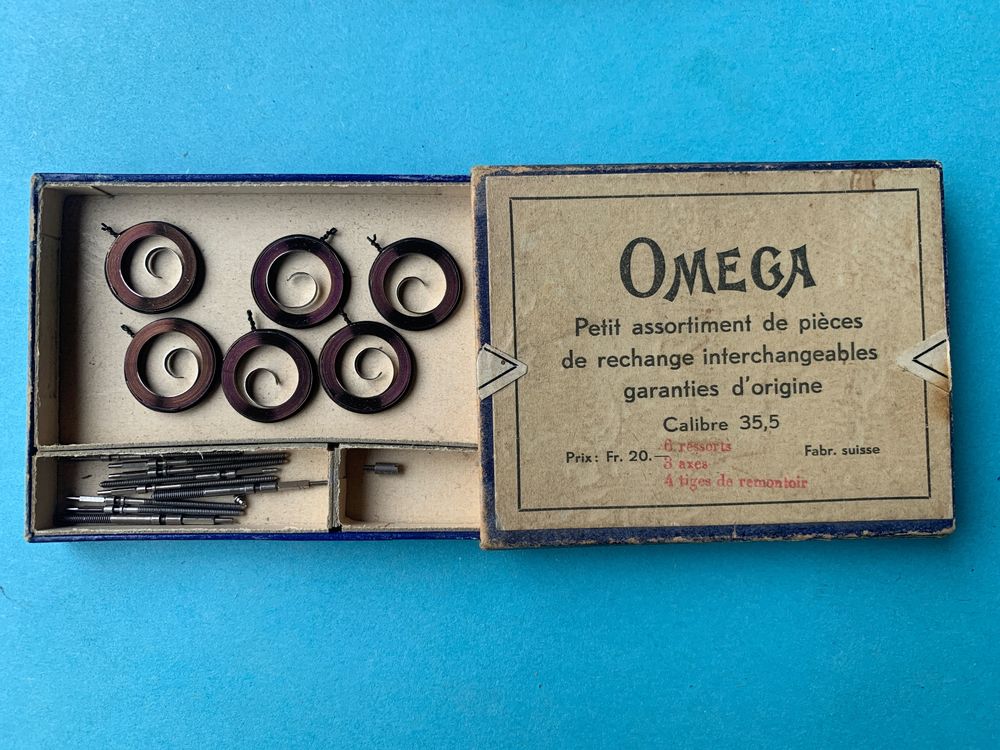 OMEGA
Petit assortiment de pièces
de rechange interchangeables
garanties d'origine
Calibre 35,5
Prix: Fr. 20.— Fabr. suisse
6 ressorts
3 axes
4 tiges de remontoir